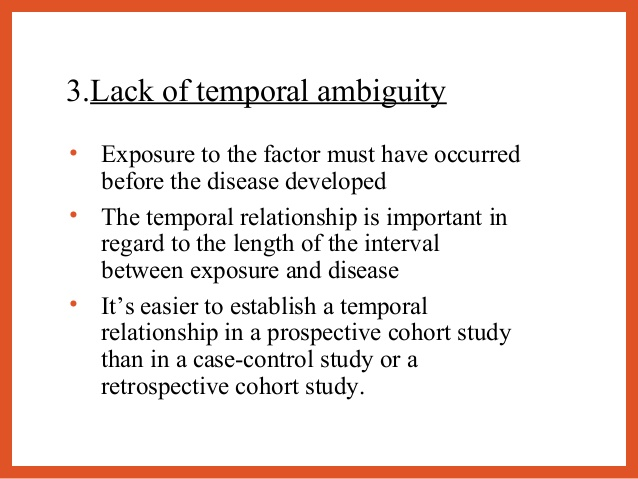 3.Lack of temporal ambiguity
• Exposure to the factor must have occurred
before the disease developed
• The temporal relationship is important in
regard to the length of the interval
between exposure and disease
• It’s easier to establish a temporal
relationship in a prospective cohort study
than in a case-control study or a
retrospective cohort study.